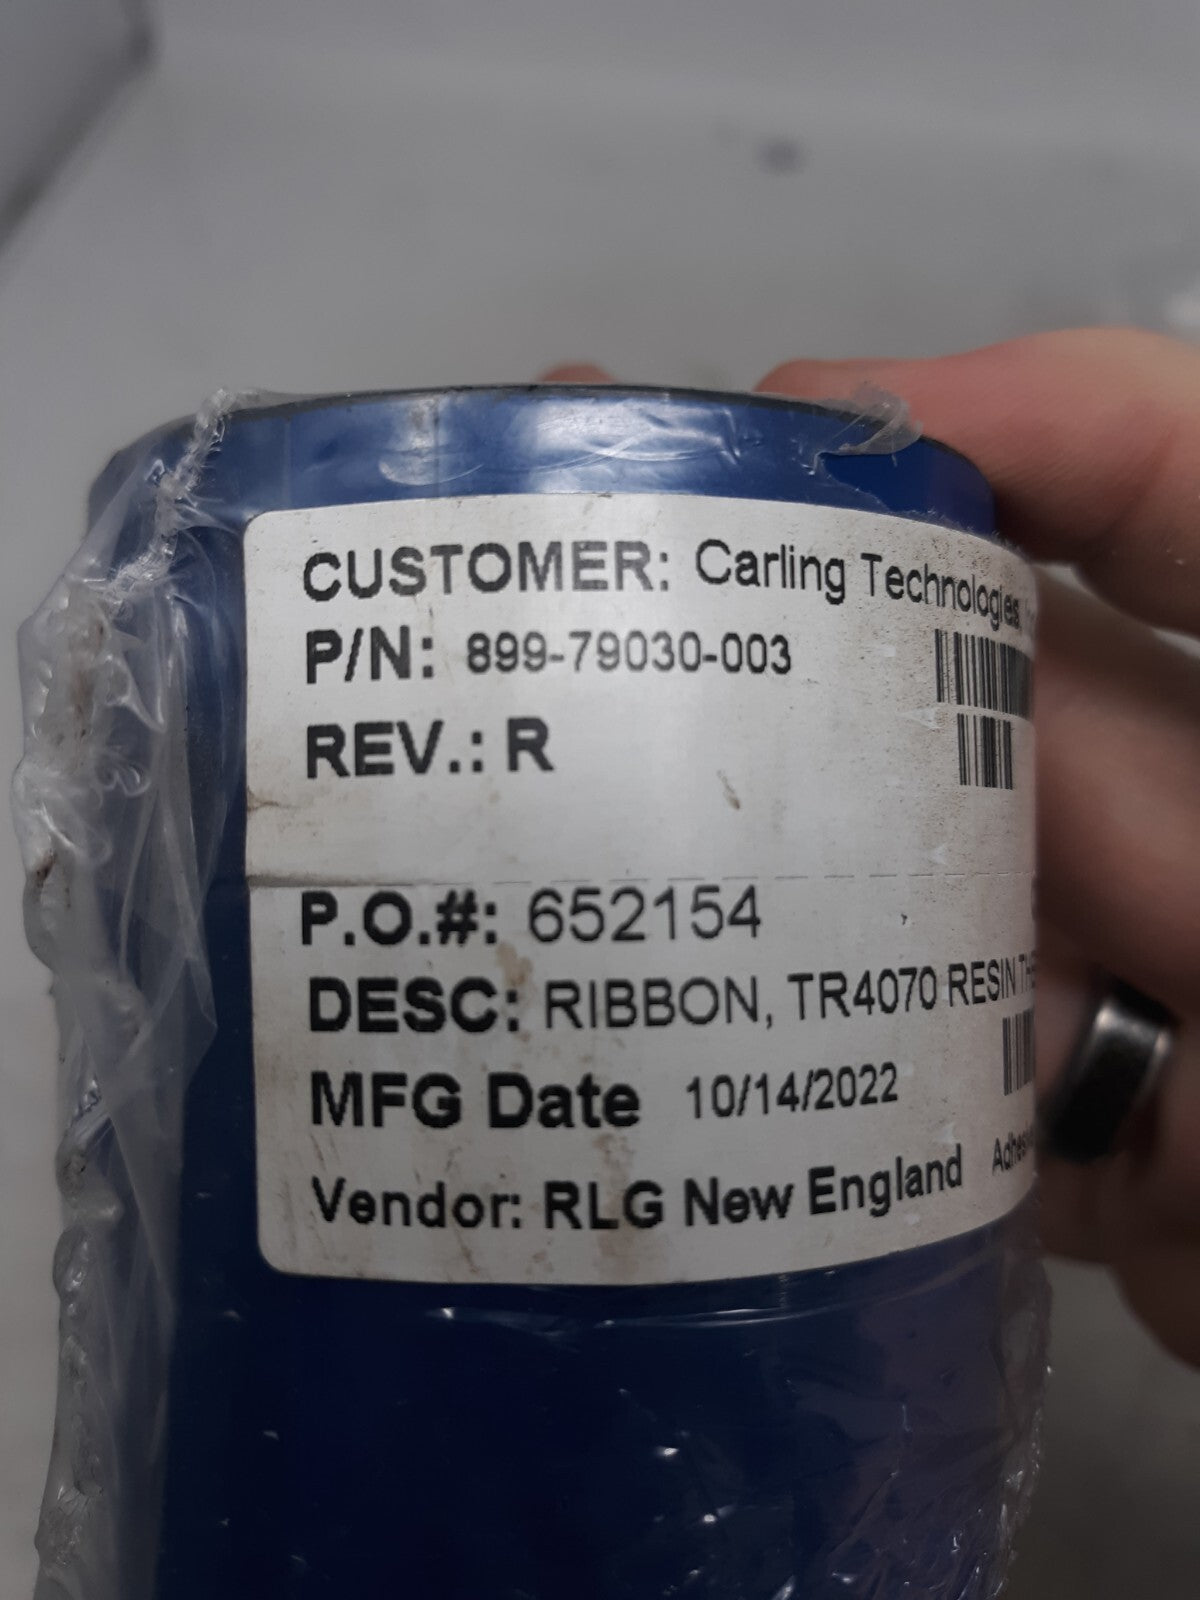 CUSTOMER: Carling Technologies
P/N: 899-79030-003
REV.: R
P.O.#: 652154
DESC: RIBBON, TR4070 RESIN
MFG Date 10/14/2022
Vendor: RLG New England